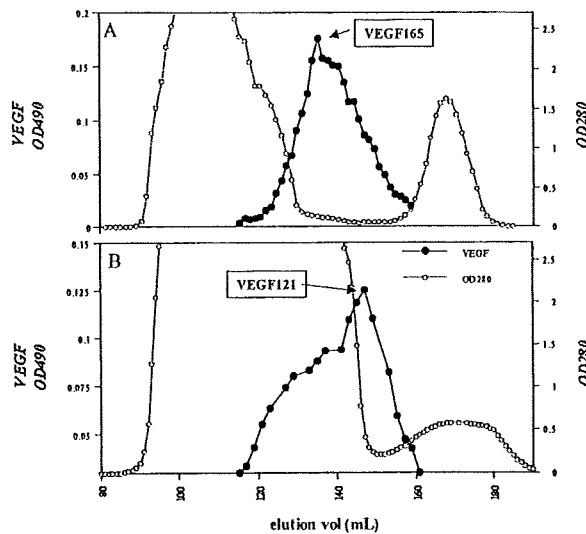 A
VEGF165
0.2
0.15
0.1
0.05
0
2.5
2
1.5
1
0.5
0
VEGF
OD490
OD280
B
VEGF121
VEGF
OD280
0.15
0.125
0.1
0.075
0.05
2.5
2
1.5
1
0.5
0
VEGF
OD490
OD280
80
100
120
140
160
180
elution vol (mL)